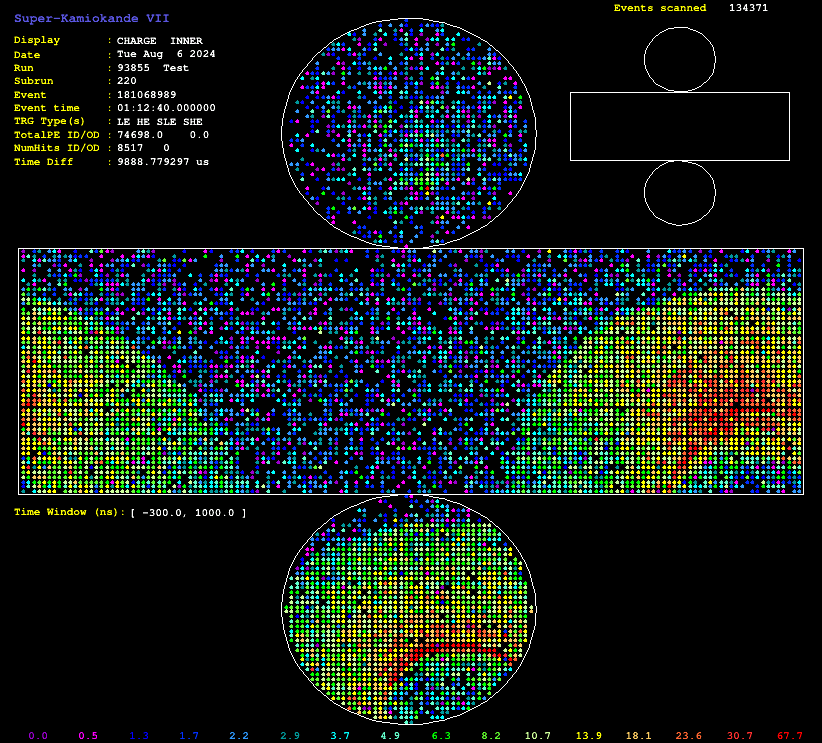 Super-Kamiokande VII
Events scanned 134371
Display : CHARGE INNER
Date : Tue Aug 6 2024
Run : 93855 Test
Subrun : 220
Event : 181068989
Event time : 01:12:40.000000
TRG Type(s) : LE HE SLE SHE
TotalPE ID/OD : 74698.0 0.0
NumHits ID/OD : 8517 0
Time Diff : 9888.779297 us
Time Window (ns): [ -300.0, 1000.0 ]
0.0 0.5 1.3 1.7 2.2 2.9 3.7 4.9 6.3 8.2 10.7 13.9 18.1 23.6 30.7 67.7